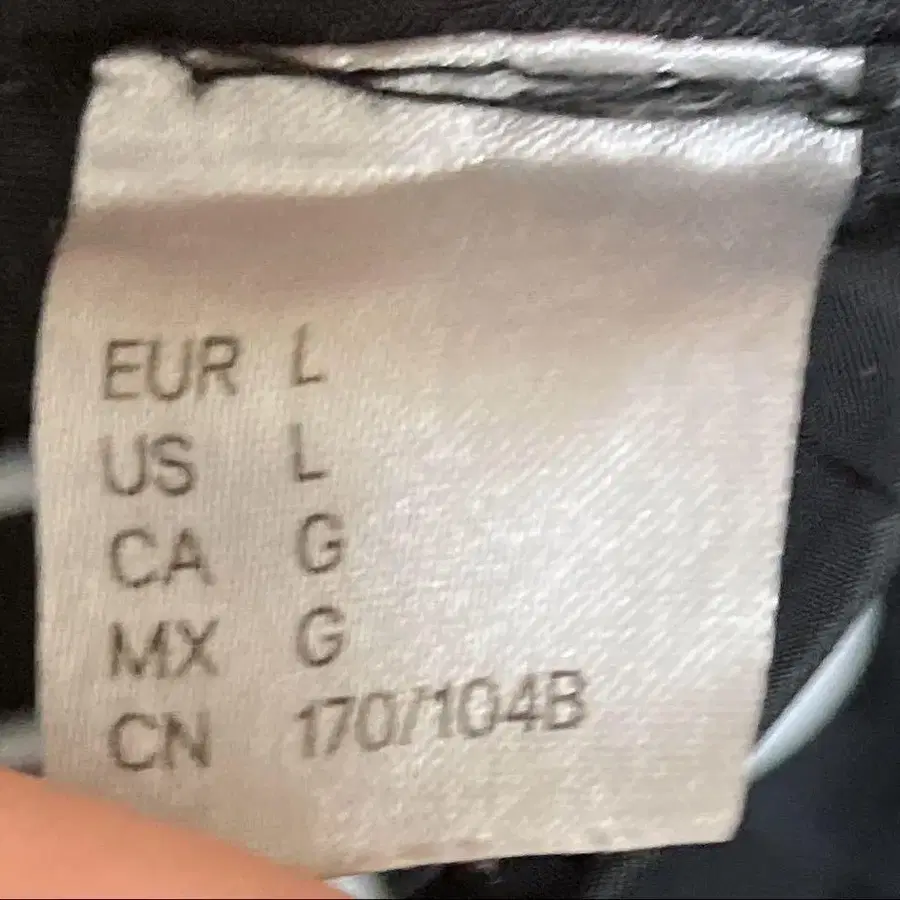 EUR L
US L
CA G
MX G
CN 170/104B